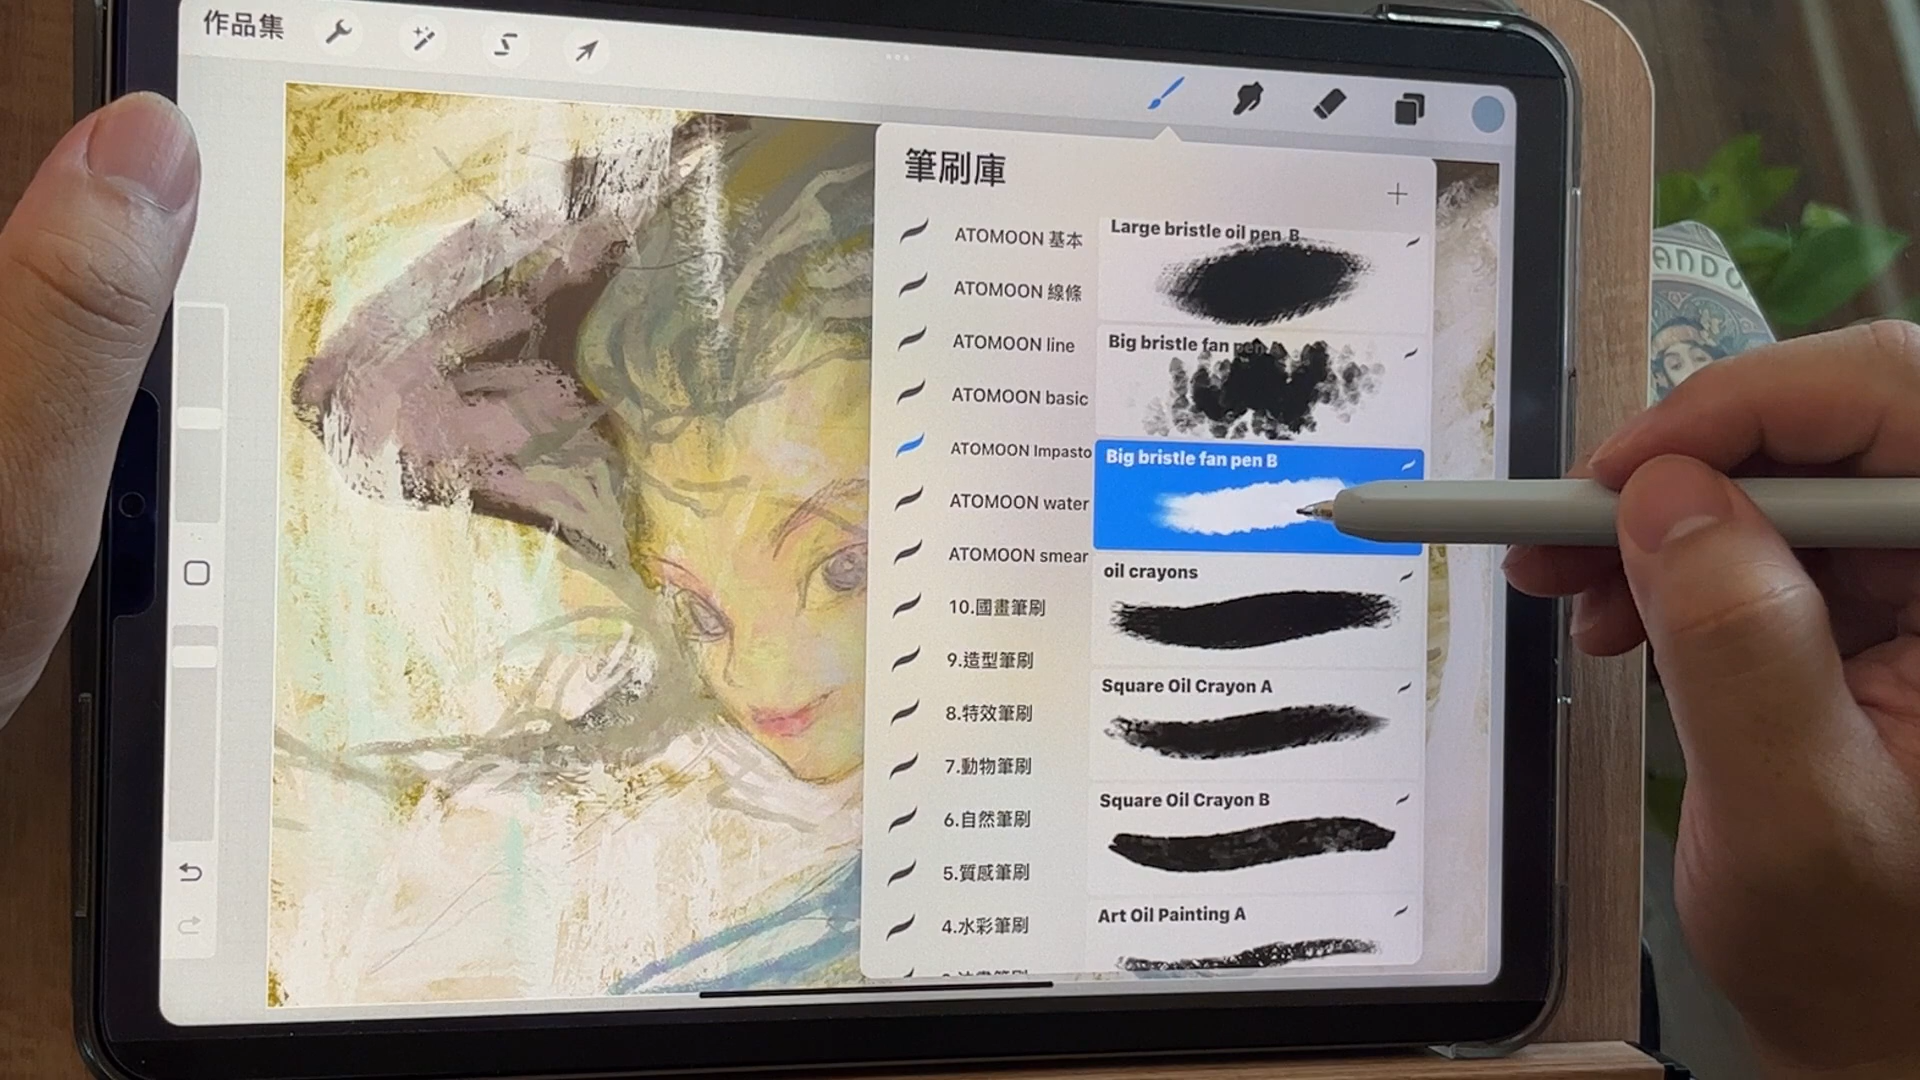 作品集
筆刷庫
ATOMOON 基本
ATOMOON 線條
ATOMOON line
ATOMOON basic
ATOMOON Impasto
ATOMOON water
ATOMOON smear
10.國畫筆刷
9.造型筆刷
8.特效筆刷
7.動物筆刷
6.自然筆刷
5.質感筆刷
4.水彩筆刷
Large bristle oil pen B
Big bristle fan pen
Big bristle fan pen B
oil crayons
Square Oil Crayon A
Square Oil Crayon B
Art Oil Painting A
ANDO